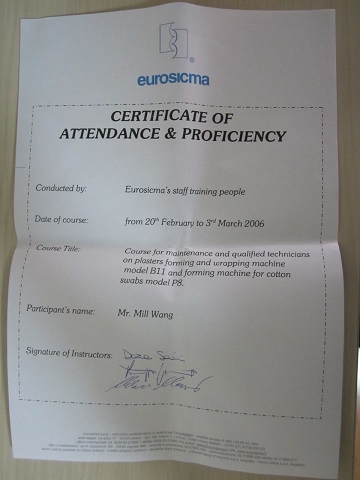 eurosicma
CERTIFICATE OF
ATTENDANCE & PROFICIENCY
Conducted by: Eurosicma's staff training people
Date of course: from 20th February to 3rd March 2006
Course Title: Course for maintenance and qualified technicians
on plasters forming and wrapping machine
model B11 and forming machine for cotton
swabs model P8.
Participant's name: Mr. Mill Wang
Signature of Instructors: